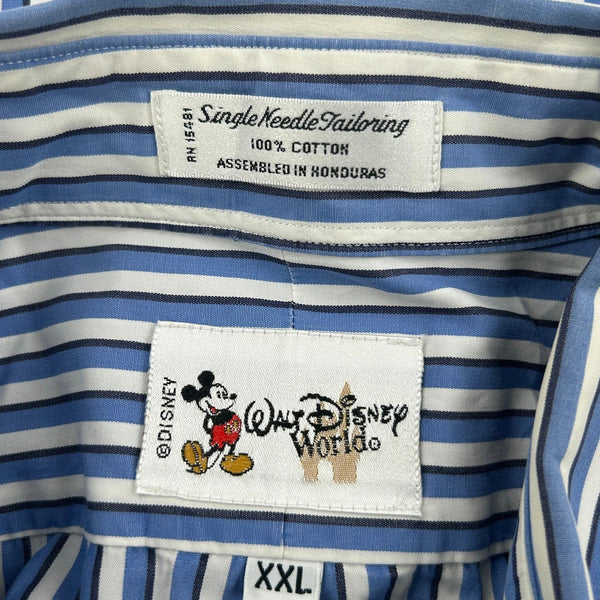 RN 15481
Single Needle Tailoring
100% COTTON
ASSEMBLED IN HONDURAS
©DISNEY
WALT DISNEY
World©
XXL